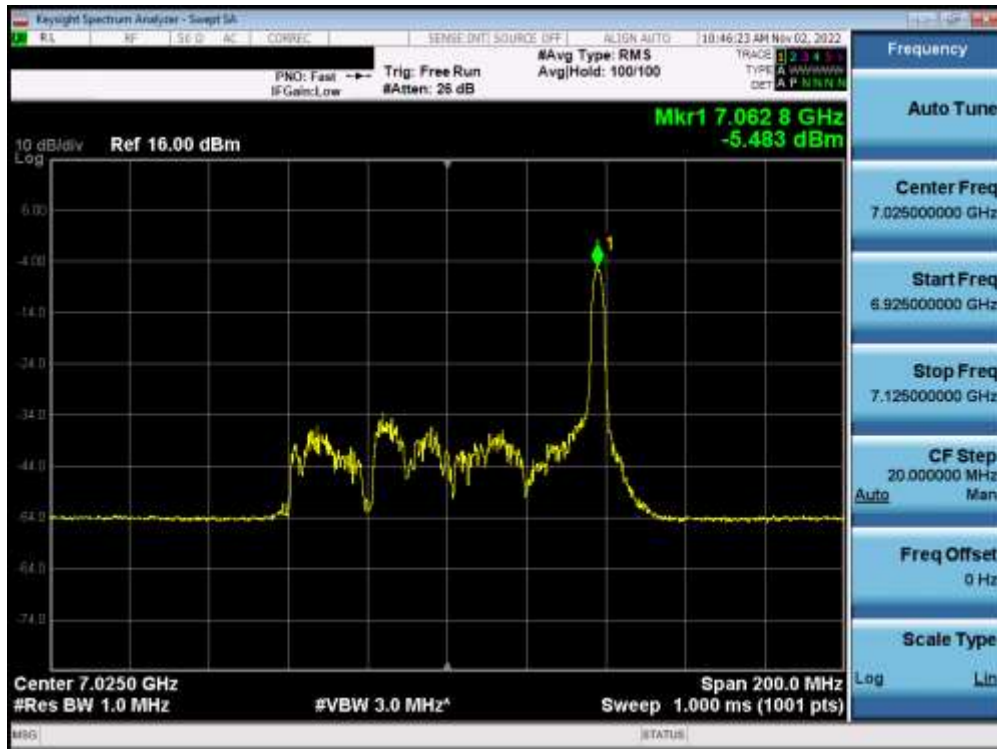 Keysight Spectrum Analyzer - Swept SA
RL RF 50 Ω AC CORREC SENSE:INT SOURCE OFF ALIGN AUTO 10:46:23 AM Nov 02, 2022
PNO: Fast Trig: Free Run #Avg Type: RMS TRACE 1 2 3 4 5 6
IFGain:Low #Atten: 26 dB Avg|Hold: 100/100 TYPE A WWWWW
DET A P N N N N
Mkr1 7.062 8 GHz
-5.483 dBm
10 dB/div Ref 16.00 dBm
Log
6.00
1
-4.00
-14.0
-24.0
-34.0
-44.0
-54.0
-64.0
-74.0
Center 7.0250 GHz Span 200.0 MHz
#Res BW 1.0 MHz #VBW 3.0 MHz* Sweep 1.000 ms (1001 pts)
MSG STATUS
Frequency
Auto Tune
Center Freq
7.025000000 GHz
Start Freq
6.925000000 GHz
Stop Freq
7.125000000 GHz
CF Step
20.000000 MHz
Auto Man
Freq Offset
0 Hz
Scale Type
Log Lin